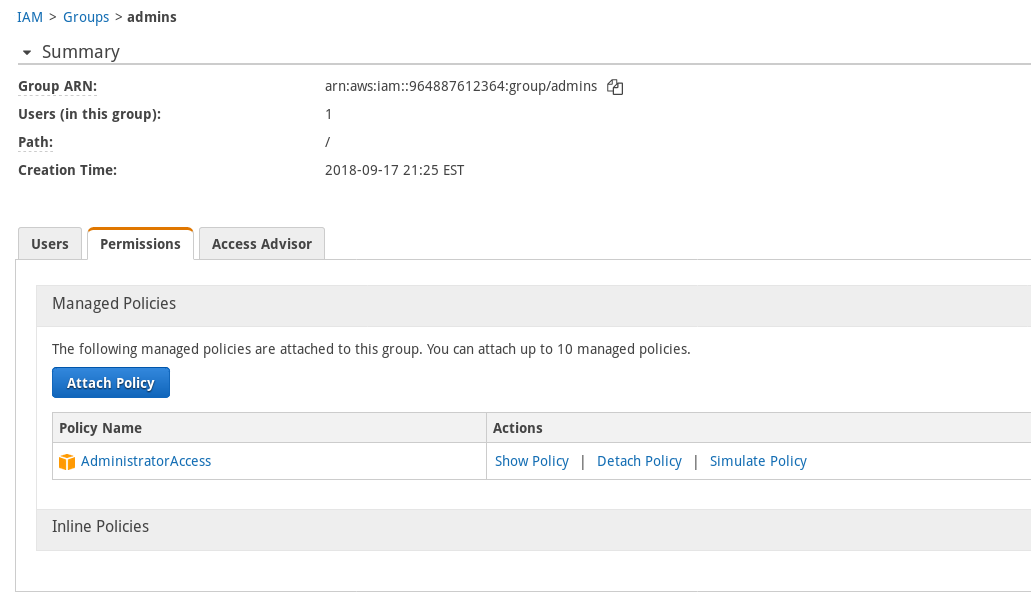 IAM > Groups > admins
Summary
Group ARN: arn:aws:iam::964887612364:group/admins
Users (in this group): 1
Path: /
Creation Time: 2018-09-17 21:25 EST
Users Permissions Access Advisor
Managed Policies
The following managed policies are attached to this group. You can attach up to 10 managed policies.
Attach Policy
Policy Name Actions
AdministratorAccess Show Policy | Detach Policy | Simulate Policy
Inline Policies